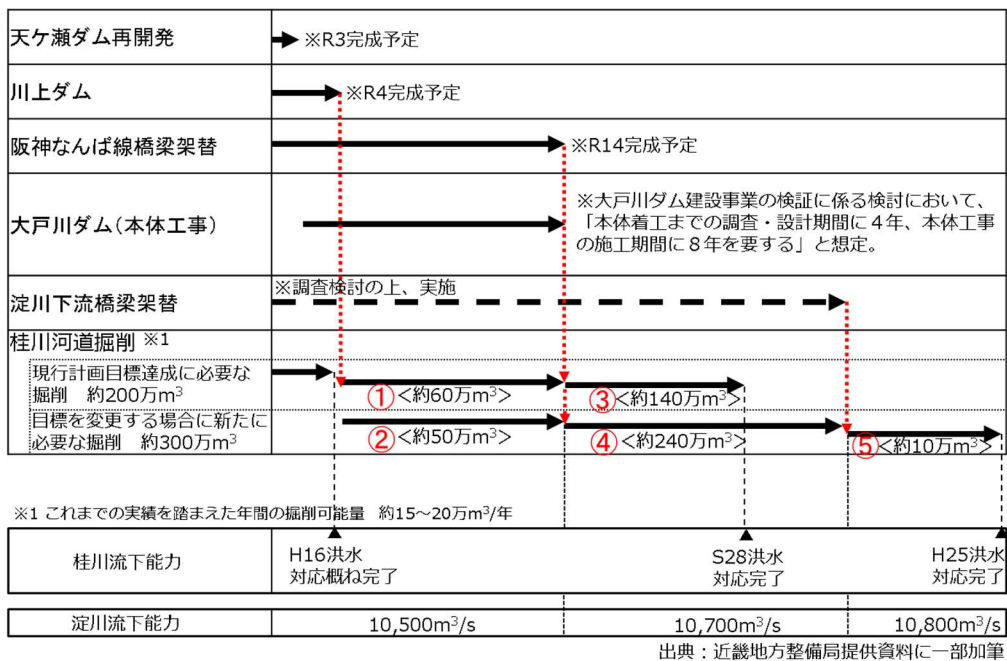 天ケ瀬ダム再開発
※R3完成予定
川上ダム
※R4完成予定
阪神なんば線橋梁架替
※R14完成予定
大戸川ダム（本体工事）
※大戸川ダム建設事業の検証に係る検討において、
「本体着工までの調査・設計期間に４年、本体工事
の施工期間に８年を要する」と想定。
淀川下流橋梁架替
※調査検討の上、実施
桂川河道掘削 ※1
現行計画目標達成に必要な
掘削　約200万m³
①<約60万m³>
③<約140万m³>
目標を変更する場合に新たに
必要な掘削　約300万m³
②<約50万m³>
④<約240万m³>
⑤<約10万m³>
※1 これまでの実績を踏まえた年間の掘削可能量　約15～20万m³/年
桂川流下能力
H16洪水
対応概ね完了
S28洪水
対応完了
H25洪水
対応完了
淀川流下能力
10,500m³/s
10,700m³/s
10,800m³/s
出典：近畿地方整備局提供資料に一部加筆